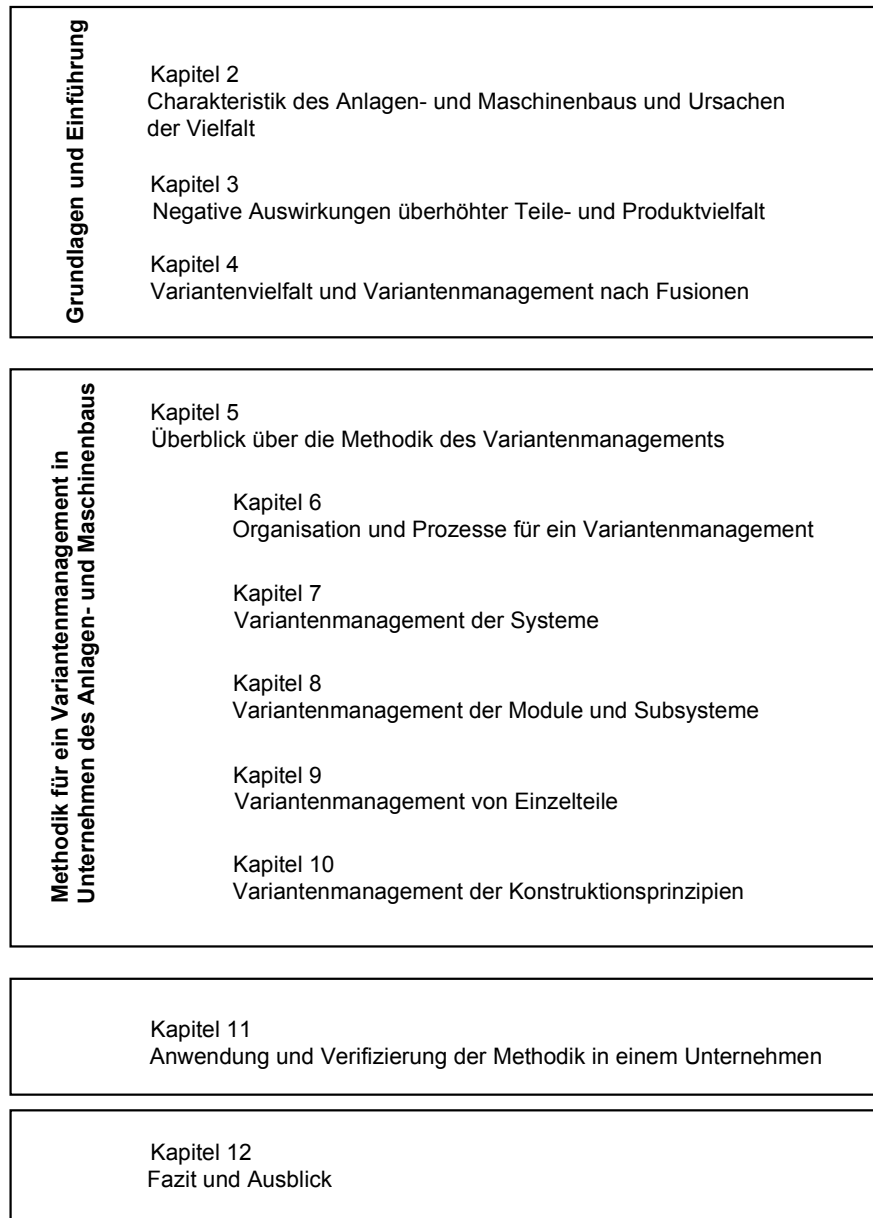 Grundlagen und Einführung
Kapitel 2
Charakteristik des Anlagen- und Maschinenbaus und Ursachen
der Vielfalt
Kapitel 3
Negative Auswirkungen überhöhter Teile- und Produktvielfalt
Kapitel 4
Variantenvielfalt und Variantenmanagement nach Fusionen
Methodik für ein Variantenmanagement in
Unternehmen des Anlagen- und Maschinenbaus
Kapitel 5
Überblick über die Methodik des Variantenmanagements
Kapitel 6
Organisation und Prozesse für ein Variantenmanagement
Kapitel 7
Variantenmanagement der Systeme
Kapitel 8
Variantenmanagement der Module und Subsysteme
Kapitel 9
Variantenmanagement von Einzelteile
Kapitel 10
Variantenmanagement der Konstruktionsprinzipien
Kapitel 11
Anwendung und Verifizierung der Methodik in einem Unternehmen
Kapitel 12
Fazit und Ausblick